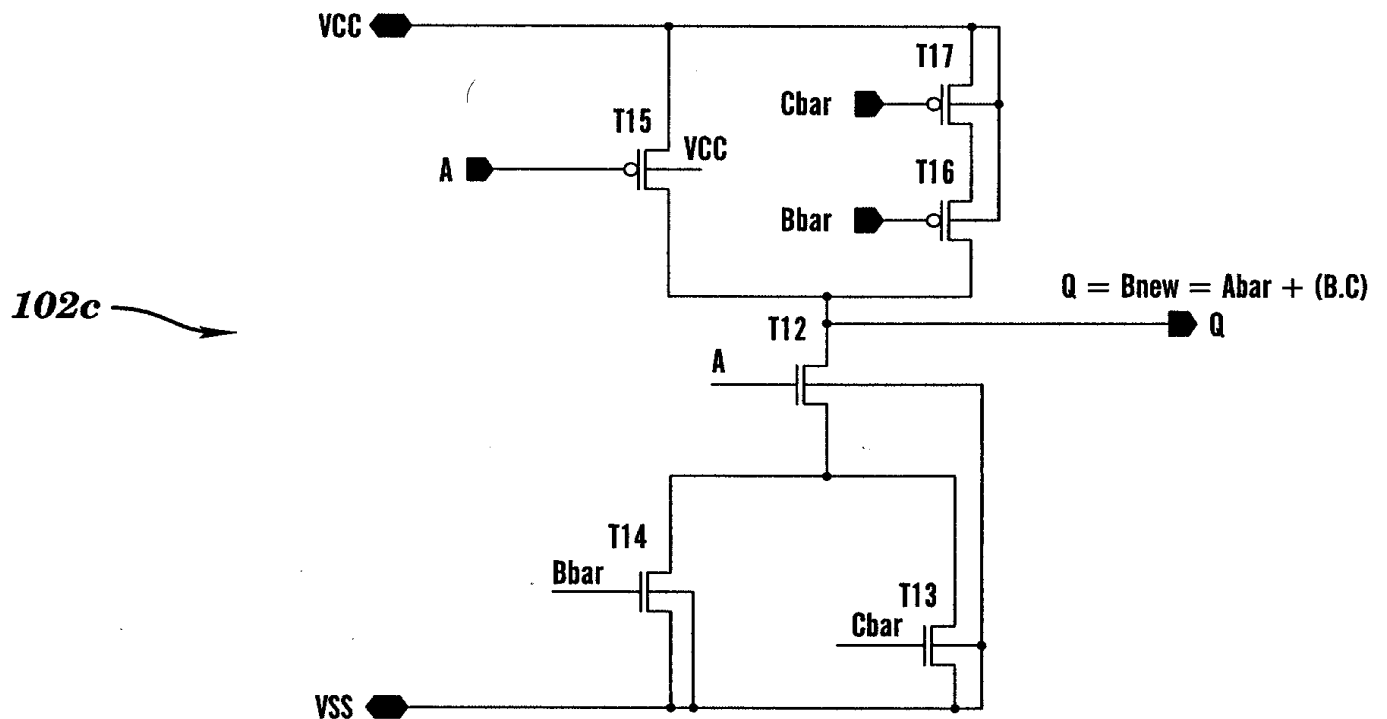 VCC
T17
Cbar
T15
VCC
A
T16
Bbar
102c
Q = Bnew = Abar + (B.C)
T12
Q
A
T14
Bbar
T13
Cbar
VSS